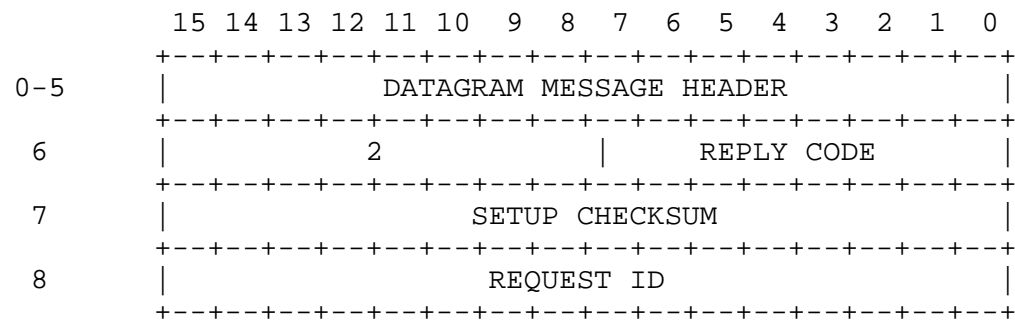 15 14 13 12 11 10 9 8 7 6 5 4 3 2 1 0
+--+--+--+--+--+--+--+--+--+--+--+--+--+--+--+--+
0-5 | DATAGRAM MESSAGE HEADER |
+--+--+--+--+--+--+--+--+--+--+--+--+--+--+--+--+
6 | 2 | REPLY CODE |
+--+--+--+--+--+--+--+--+--+--+--+--+--+--+--+--+
7 | SETUP CHECKSUM |
+--+--+--+--+--+--+--+--+--+--+--+--+--+--+--+--+
8 | REQUEST ID |
+--+--+--+--+--+--+--+--+--+--+--+--+--+--+--+--+